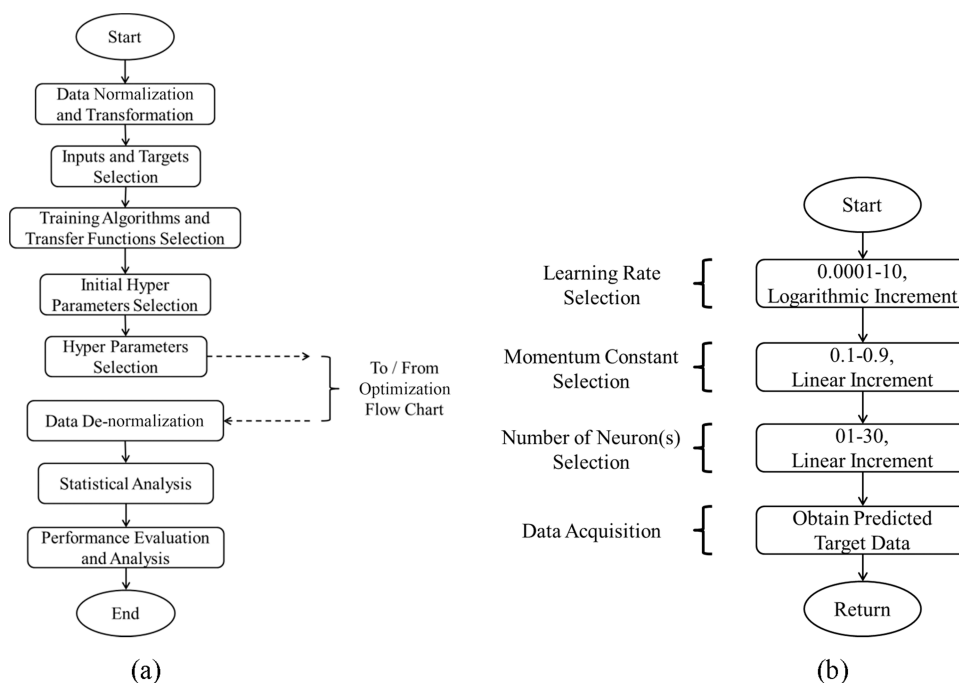 Start
Data Normalization
and Transformation
Inputs and Targets
Selection
Training Algorithms and
Transfer Functions Selection
Initial Hyper
Parameters Selection
Hyper Parameters
Selection
To / From
Optimization
Flow Chart
Data De-normalization
Statistical Analysis
Performance Evaluation
and Analysis
End
(a)
Start
Learning Rate
Selection
0.0001-10,
Logarithmic Increment
Momentum Constant
Selection
0.1-0.9,
Linear Increment
Number of Neuron(s)
Selection
01-30,
Linear Increment
Data Acquisition
Obtain Predicted
Target Data
Return
(b)